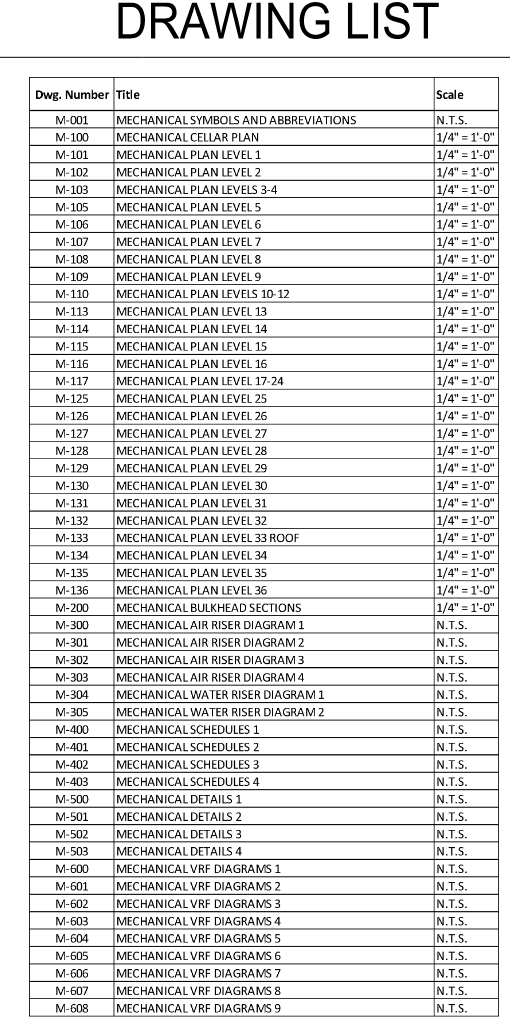 DRAWING LIST
Dwg. Number Title Scale
M-001 MECHANICAL SYMBOLS AND ABBREVIATIONS N.T.S.
M-100 MECHANICAL CELLAR PLAN 1/4" = 1'-0"
M-101 MECHANICAL PLAN LEVEL 1 1/4" = 1'-0"
M-102 MECHANICAL PLAN LEVEL 2 1/4" = 1'-0"
M-103 MECHANICAL PLAN LEVELS 3-4 1/4" = 1'-0"
M-105 MECHANICAL PLAN LEVEL 5 1/4" = 1'-0"
M-106 MECHANICAL PLAN LEVEL 6 1/4" = 1'-0"
M-107 MECHANICAL PLAN LEVEL 7 1/4" = 1'-0"
M-108 MECHANICAL PLAN LEVEL 8 1/4" = 1'-0"
M-109 MECHANICAL PLAN LEVEL 9 1/4" = 1'-0"
M-110 MECHANICAL PLAN LEVELS 10-12 1/4" = 1'-0"
M-113 MECHANICAL PLAN LEVEL 13 1/4" = 1'-0"
M-114 MECHANICAL PLAN LEVEL 14 1/4" = 1'-0"
M-115 MECHANICAL PLAN LEVEL 15 1/4" = 1'-0"
M-116 MECHANICAL PLAN LEVEL 16 1/4" = 1'-0"
M-117 MECHANICAL PLAN LEVEL 17-24 1/4" = 1'-0"
M-125 MECHANICAL PLAN LEVEL 25 1/4" = 1'-0"
M-126 MECHANICAL PLAN LEVEL 26 1/4" = 1'-0"
M-127 MECHANICAL PLAN LEVEL 27 1/4" = 1'-0"
M-128 MECHANICAL PLAN LEVEL 28 1/4" = 1'-0"
M-129 MECHANICAL PLAN LEVEL 29 1/4" = 1'-0"
M-130 MECHANICAL PLAN LEVEL 30 1/4" = 1'-0"
M-131 MECHANICAL PLAN LEVEL 31 1/4" = 1'-0"
M-132 MECHANICAL PLAN LEVEL 32 1/4" = 1'-0"
M-133 MECHANICAL PLAN LEVEL 33 ROOF 1/4" = 1'-0"
M-134 MECHANICAL PLAN LEVEL 34 1/4" = 1'-0"
M-135 MECHANICAL PLAN LEVEL 35 1/4" = 1'-0"
M-136 MECHANICAL PLAN LEVEL 36 1/4" = 1'-0"
M-200 MECHANICAL BULKHEAD SECTIONS 1/4" = 1'-0"
M-300 MECHANICAL AIR RISER DIAGRAM 1 N.T.S.
M-301 MECHANICAL AIR RISER DIAGRAM 2 N.T.S.
M-302 MECHANICAL AIR RISER DIAGRAM 3 N.T.S.
M-303 MECHANICAL AIR RISER DIAGRAM 4 N.T.S.
M-304 MECHANICAL WATER RISER DIAGRAM 1 N.T.S.
M-305 MECHANICAL WATER RISER DIAGRAM 2 N.T.S.
M-400 MECHANICAL SCHEDULES 1 N.T.S.
M-401 MECHANICAL SCHEDULES 2 N.T.S.
M-402 MECHANICAL SCHEDULES 3 N.T.S.
M-403 MECHANICAL SCHEDULES 4 N.T.S.
M-500 MECHANICAL DETAILS 1 N.T.S.
M-501 MECHANICAL DETAILS 2 N.T.S.
M-502 MECHANICAL DETAILS 3 N.T.S.
M-503 MECHANICAL DETAILS 4 N.T.S.
M-600 MECHANICAL VRF DIAGRAMS 1 N.T.S.
M-601 MECHANICAL VRF DIAGRAMS 2 N.T.S.
M-602 MECHANICAL VRF DIAGRAMS 3 N.T.S.
M-603 MECHANICAL VRF DIAGRAMS 4 N.T.S.
M-604 MECHANICAL VRF DIAGRAMS 5 N.T.S.
M-605 MECHANICAL VRF DIAGRAMS 6 N.T.S.
M-606 MECHANICAL VRF DIAGRAMS 7 N.T.S.
M-607 MECHANICAL VRF DIAGRAMS 8 N.T.S.
M-608 MECHANICAL VRF DIAGRAMS 9 N.T.S.